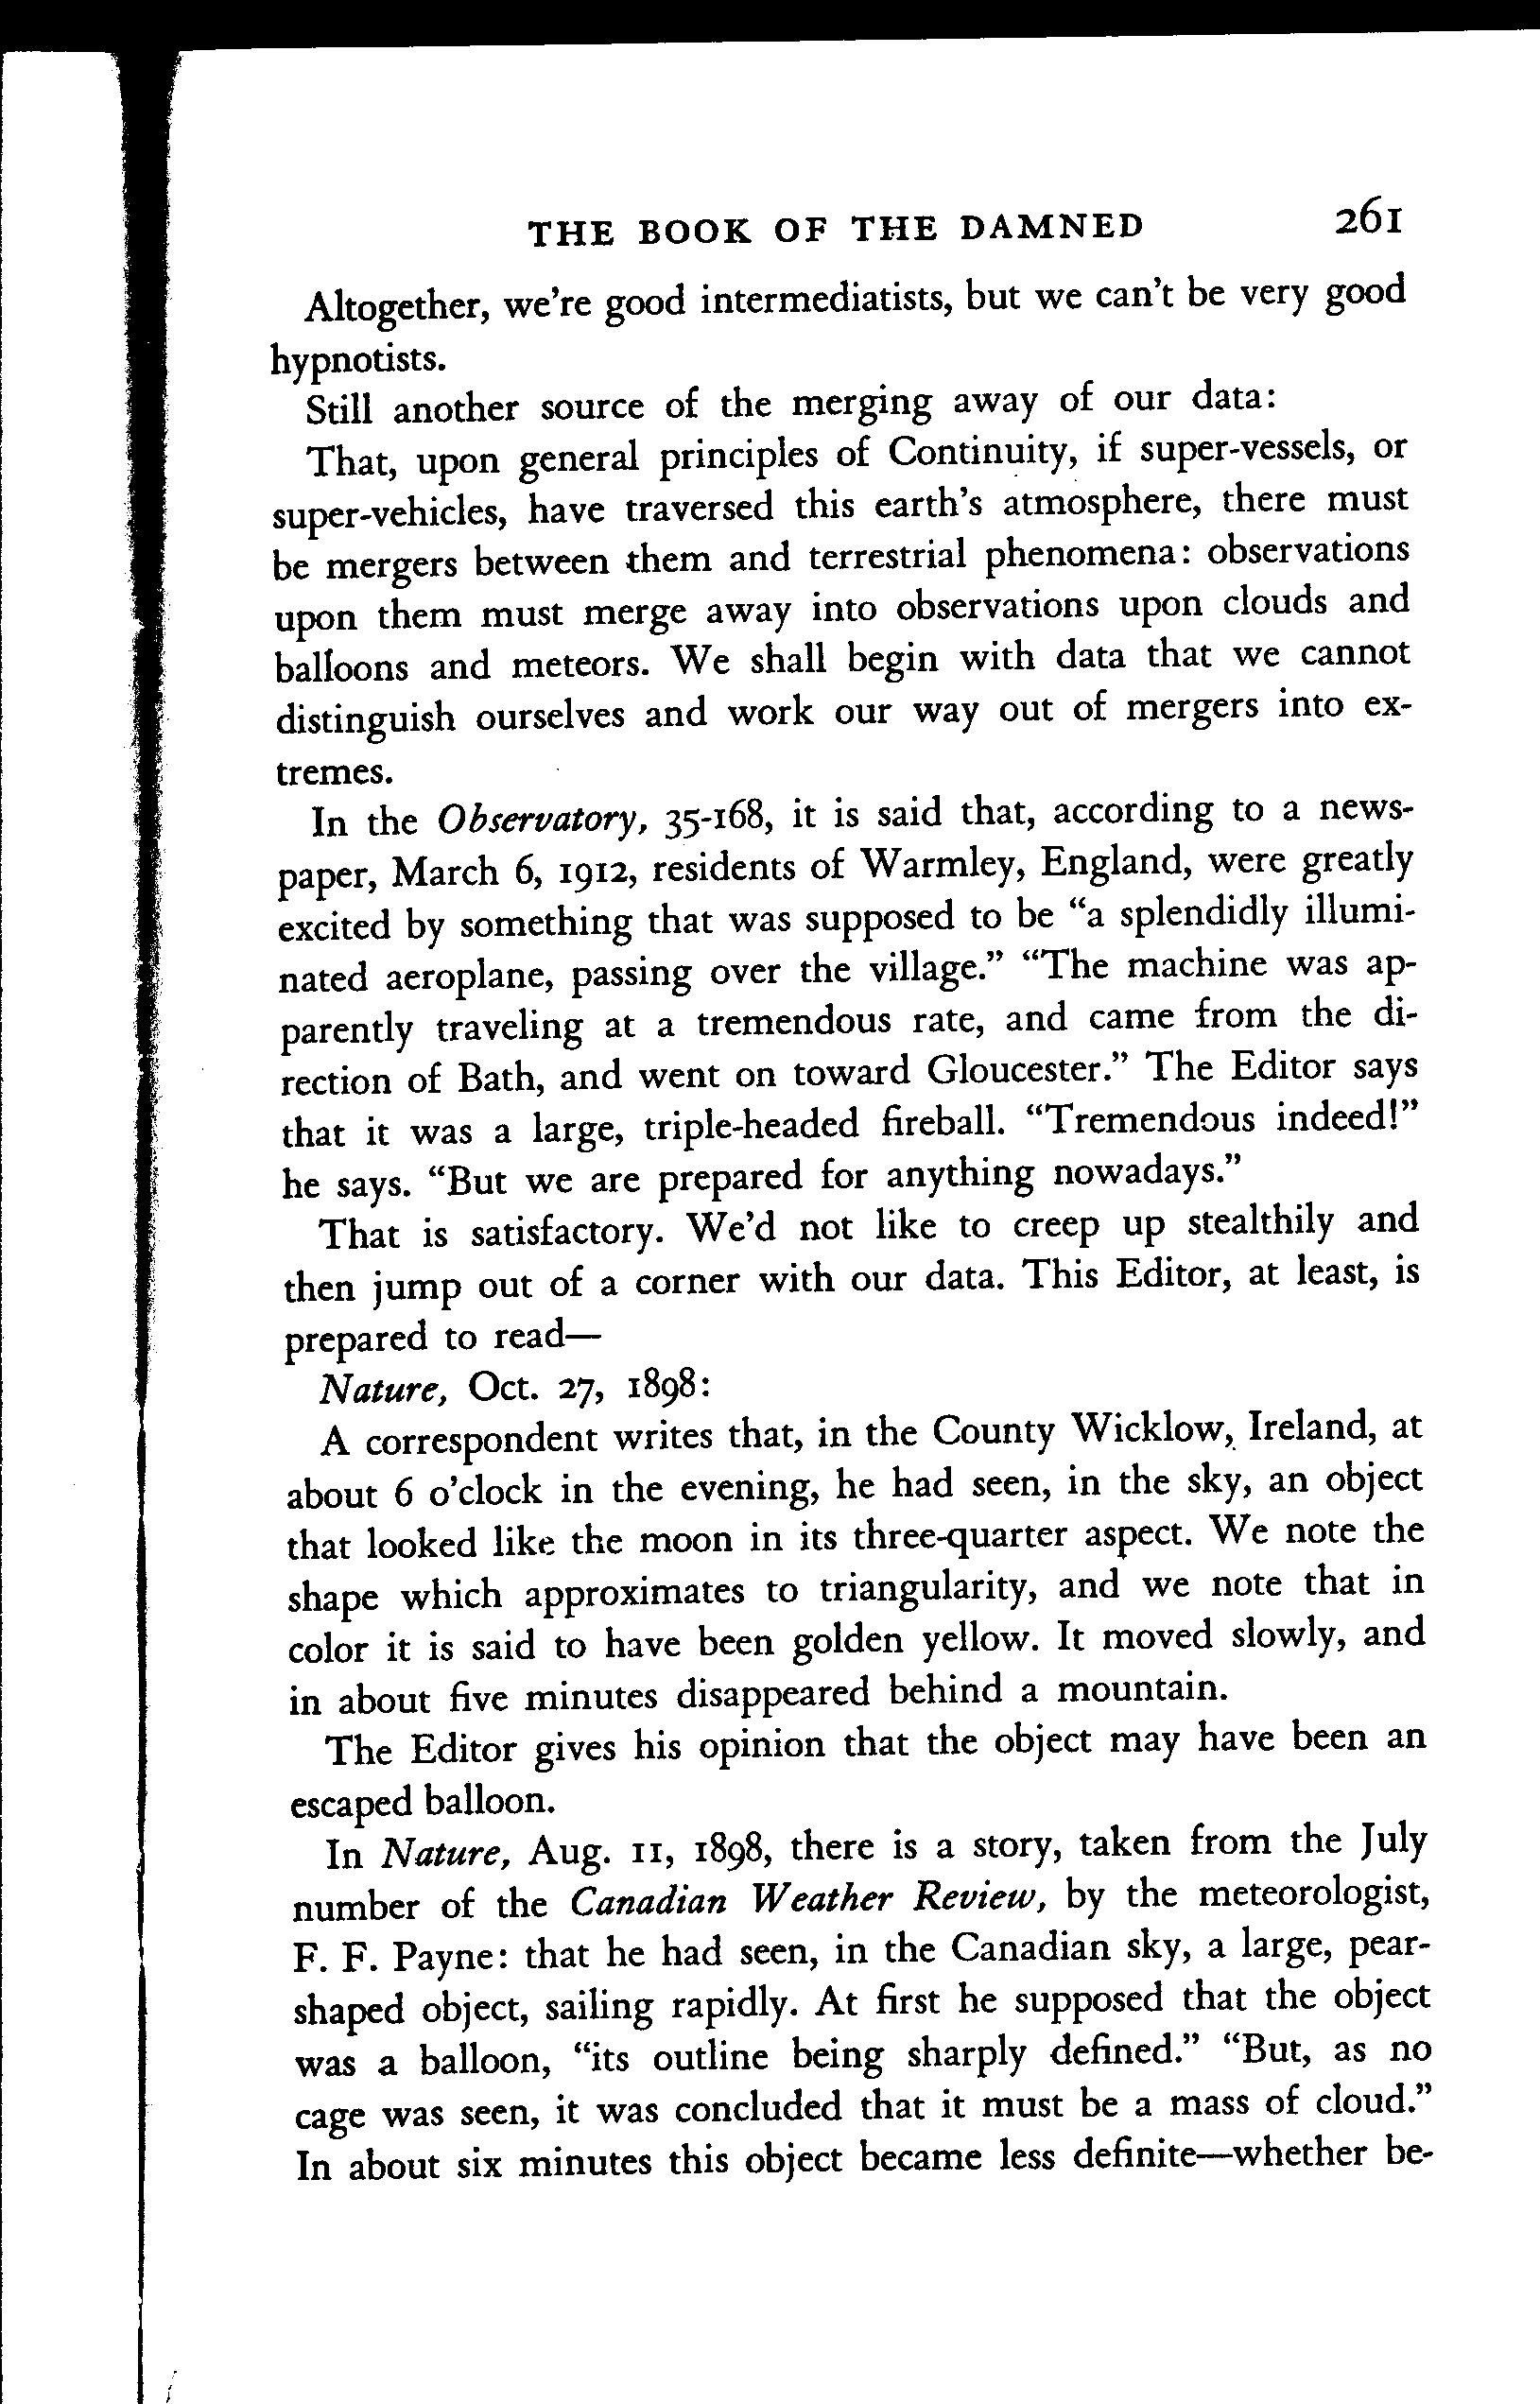 THE BOOK OF THE DAMNED 261
Altogether, we're good intermediatists, but we can't be very good
hypnotists.
Still another source of the merging away of our data:
That, upon general principles of Continuity, if super-vessels, or
super-vehicles, have traversed this earth's atmosphere, there must
be mergers between them and terrestrial phenomena: observations
upon them must merge away into observations upon clouds and
balloons and meteors. We shall begin with data that we cannot
distinguish ourselves and work our way out of mergers into ex-
tremes.
In the Observatory, 35-168, it is said that, according to a news-
paper, March 6, 1912, residents of Warmley, England, were greatly
excited by something that was supposed to be “a splendidly illumi-
nated aeroplane, passing over the village.” “The machine was ap-
parently traveling at a tremendous rate, and came from the di-
rection of Bath, and went on toward Gloucester.” The Editor says
that it was a large, triple-headed fireball. “Tremendous indeed!”
he says. “But we are prepared for anything nowadays.”
That is satisfactory. We'd not like to creep up stealthily and
then jump out of a corner with our data. This Editor, at least, is
prepared to read—
Nature, Oct. 27, 1898:
A correspondent writes that, in the County Wicklow, Ireland, at
about 6 o'clock in the evening, he had seen, in the sky, an object
that looked like the moon in its three-quarter aspect. We note the
shape which approximates to triangularity, and we note that in
color it is said to have been golden yellow. It moved slowly, and
in about five minutes disappeared behind a mountain.
The Editor gives his opinion that the object may have been an
escaped balloon.
In Nature, Aug. 11, 1898, there is a story, taken from the July
number of the Canadian Weather Review, by the meteorologist,
F. F. Payne: that he had seen, in the Canadian sky, a large, pear-
shaped object, sailing rapidly. At first he supposed that the object
was a balloon, “its outline being sharply defined.” “But, as no
cage was seen, it was concluded that it must be a mass of cloud.”
In about six minutes this object became less definite—whether be-